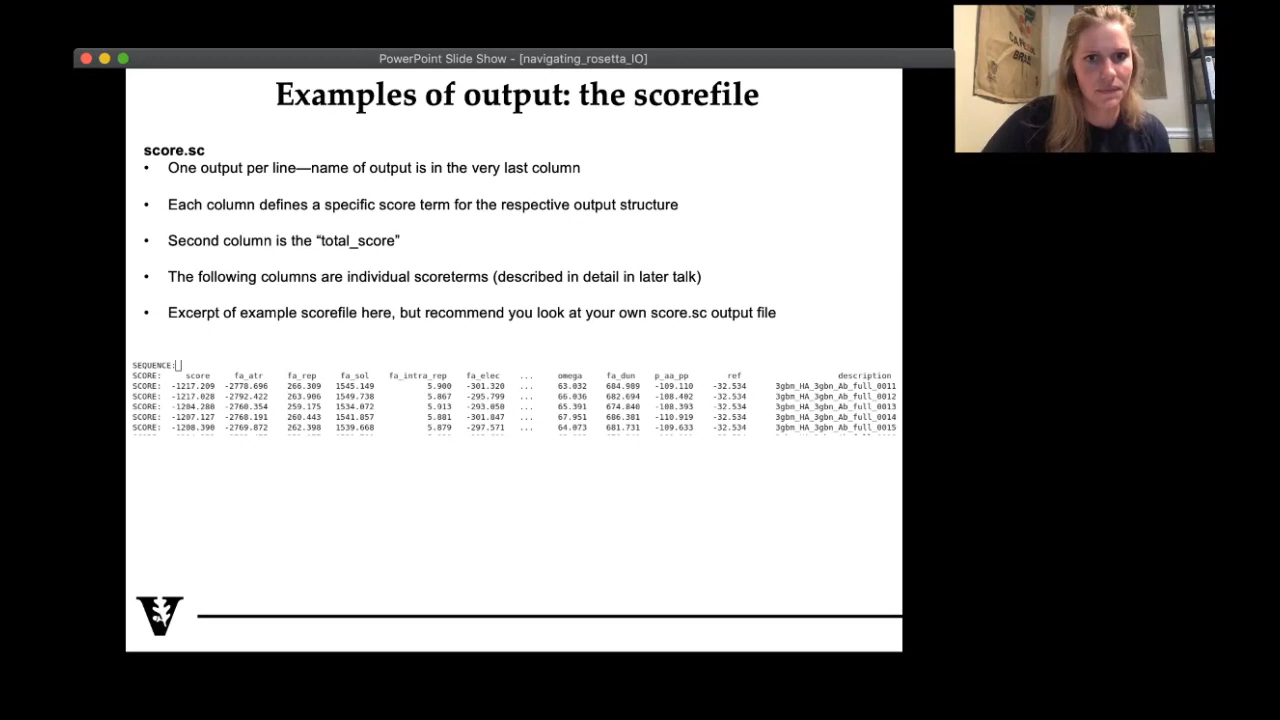 PowerPoint Slide Show - [navigating_rosetta_IO]
Examples of output: the scorefile
score.sc
• One output per line—name of output is in the very last column
• Each column defines a specific score term for the respective output structure
• Second column is the “total_score”
• The following columns are individual scoreterms (described in detail in later talk)
• Excerpt of example scorefile here, but recommend you look at your own score.sc output file
SEQUENCE:
SCORE: score fa_atr fa_rep fa_sol fa_intra_rep fa_elec ... omega fa_dun p_aa_pp ref description
SCORE: -1217.209 -2778.696 266.309 1545.149 5.900 -301.320 ... 63.032 684.989 -109.110 -32.534 3gbm_HA_3gbn_Ab_full_0011
SCORE: -1217.028 -2792.422 263.906 1549.738 5.867 -295.799 ... 66.036 682.694 -108.402 -32.534 3gbm_HA_3gbn_Ab_full_0012
SCORE: -1204.280 -2760.354 259.175 1534.072 5.913 -293.050 ... 65.391 674.840 -108.393 -32.534 3gbm_HA_3gbn_Ab_full_0013
SCORE: -1207.127 -2768.191 260.443 1541.857 5.881 -301.847 ... 67.951 686.381 -110.919 -32.534 3gbm_HA_3gbn_Ab_full_0014
SCORE: -1208.390 -2769.872 262.398 1539.668 5.879 -297.571 ... 64.073 681.731 -109.633 -32.534 3gbm_HA_3gbn_Ab_full_0015
V